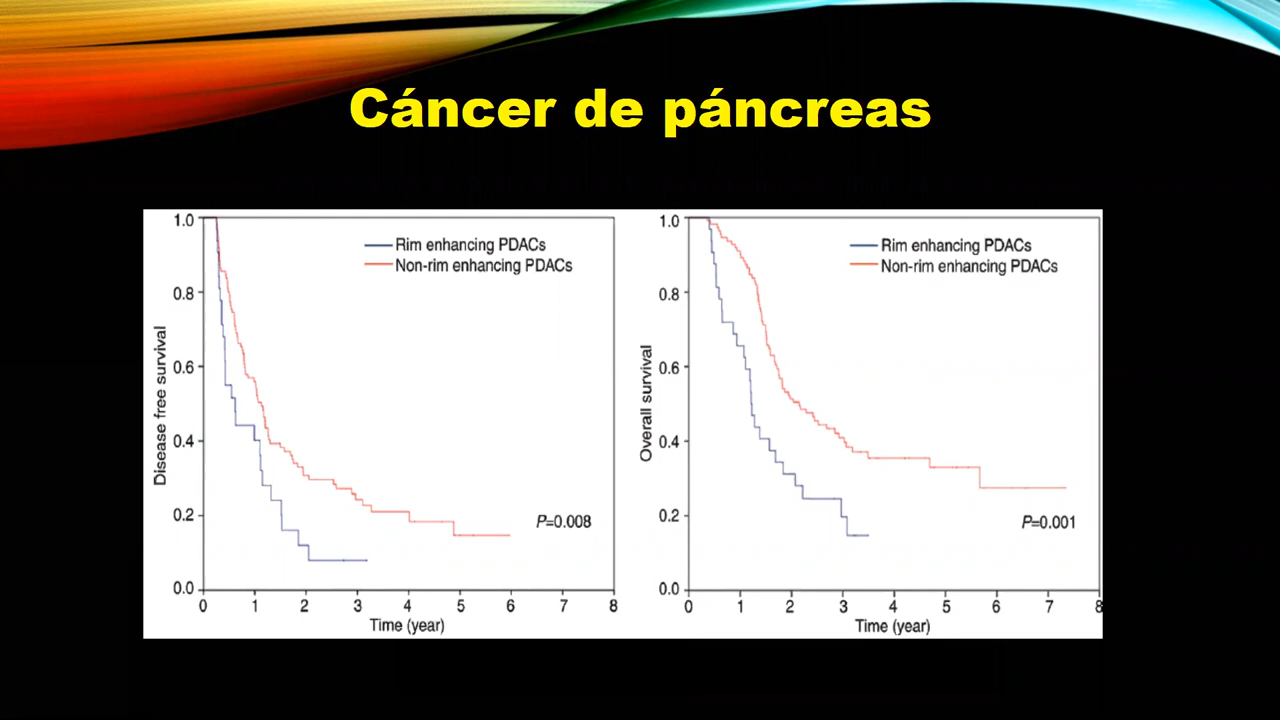 Cáncer de páncreas
Disease free survival
1.0
0.8
0.6
0.4
0.2
0.0
Rim enhancing PDACs
Non-rim enhancing PDACs
P=0.008
0 1 2 3 4 5 6 7 8
Time (year)
Overall survival
1.0
0.8
0.6
0.4
0.2
0.0
Rim enhancing PDACs
Non-rim enhancing PDACs
P=0.001
0 1 2 3 4 5 6 7 8
Time (year)